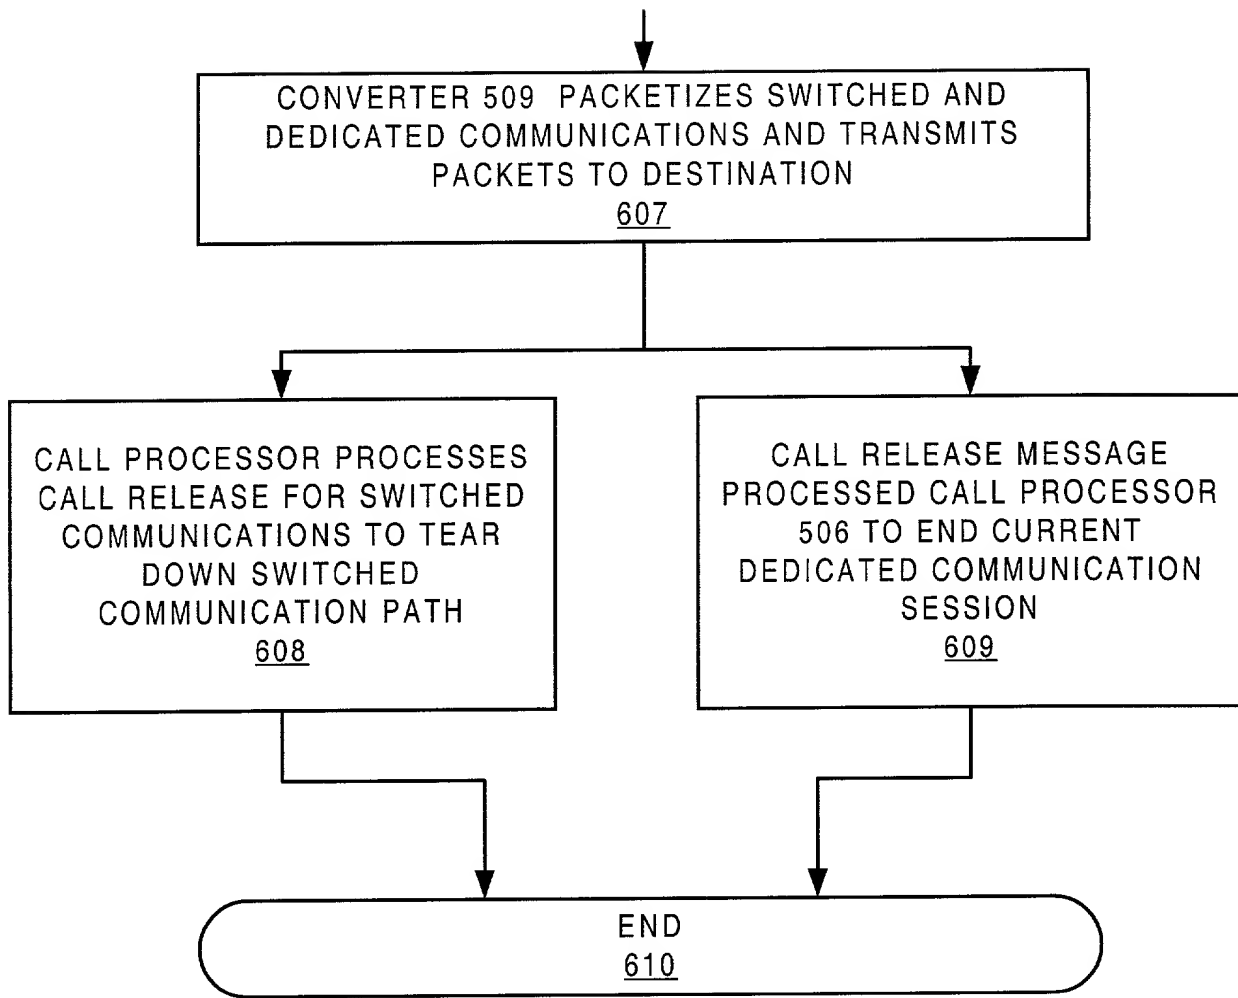 CONVERTER 509 PACKETIZES SWITCHED AND
DEDICATED COMMUNICATIONS AND TRANSMITS
PACKETS TO DESTINATION
607
CALL PROCESSOR PROCESSES
CALL RELEASE FOR SWITCHED
COMMUNICATIONS TO TEAR
DOWN SWITCHED
COMMUNICATION PATH
608
CALL RELEASE MESSAGE
PROCESSED CALL PROCESSOR
506 TO END CURRENT
DEDICATED COMMUNICATION
SESSION
609
END
610